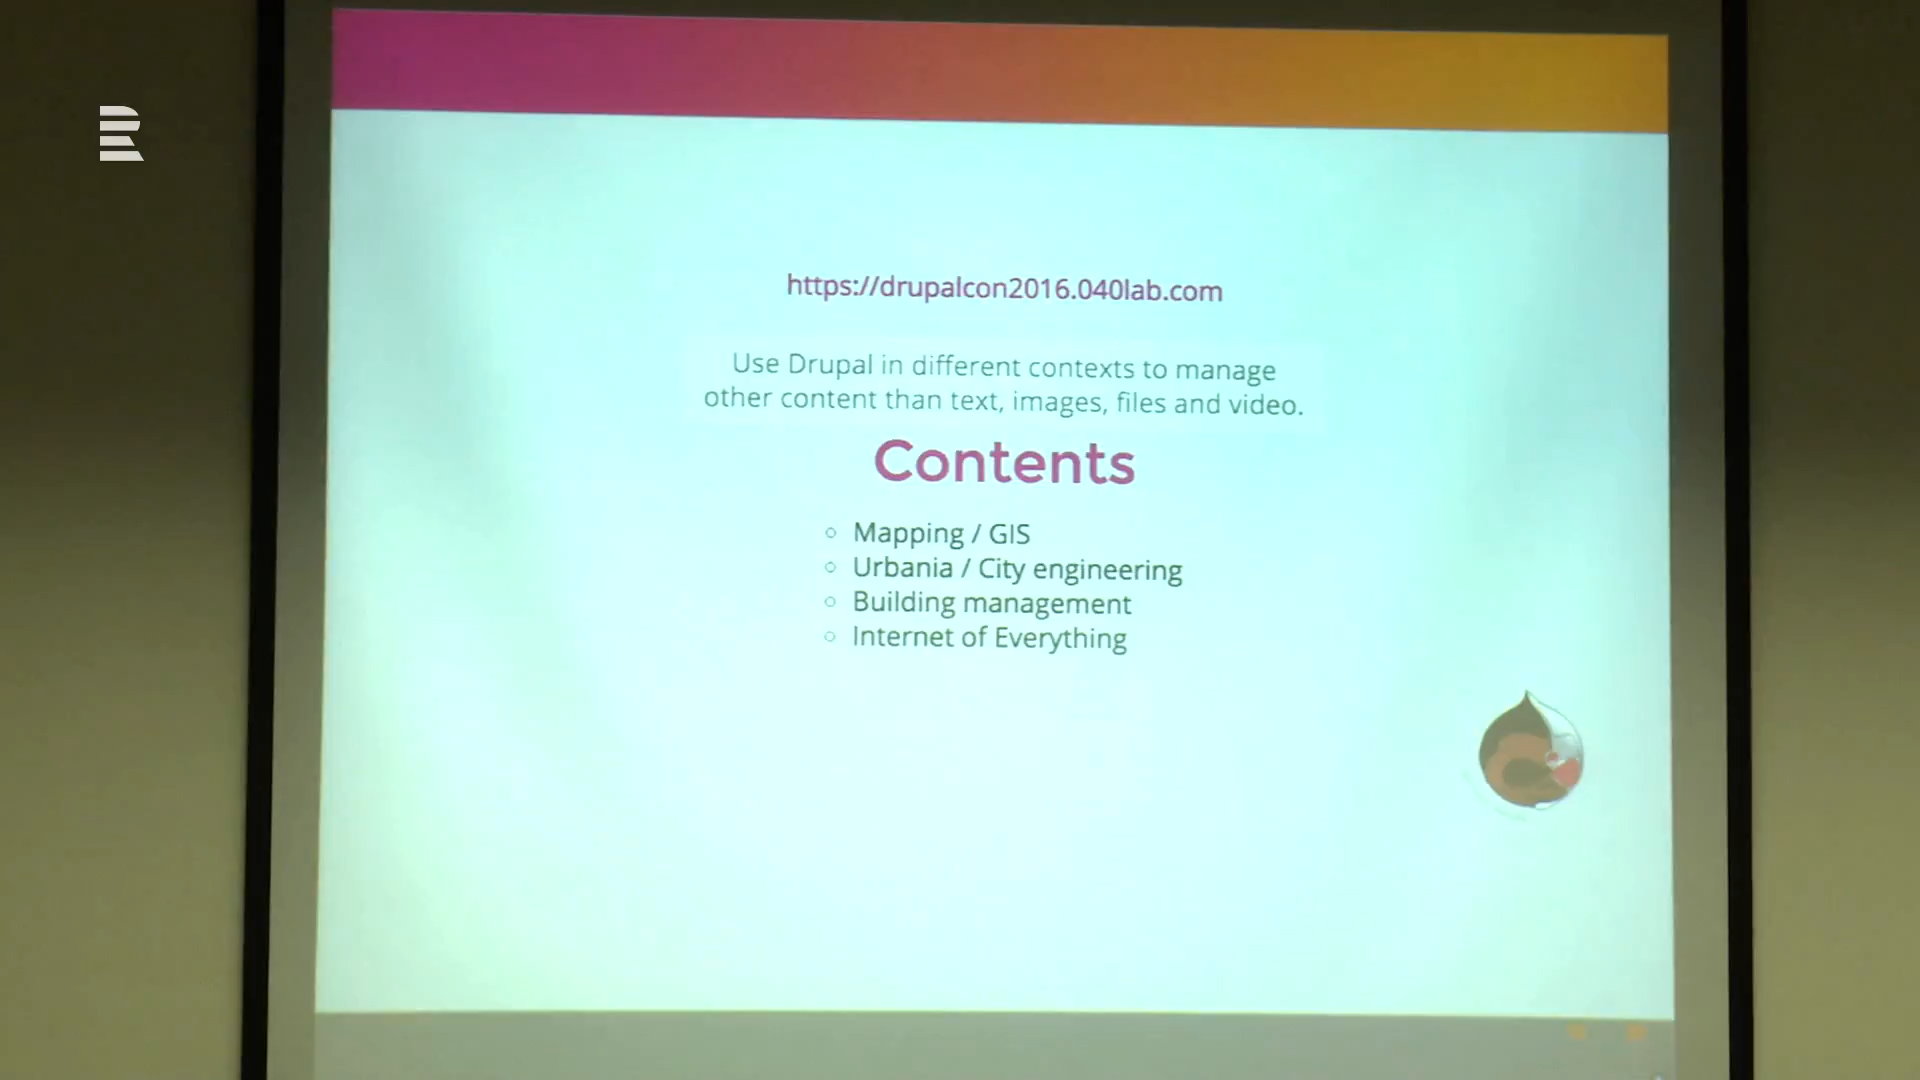 https://drupalcon2016.040lab.com
Use Drupal in different contexts to manage
other content than text, images, files and video.
Contents
Mapping / GIS
Urbania / City engineering
Building management
Internet of Everything